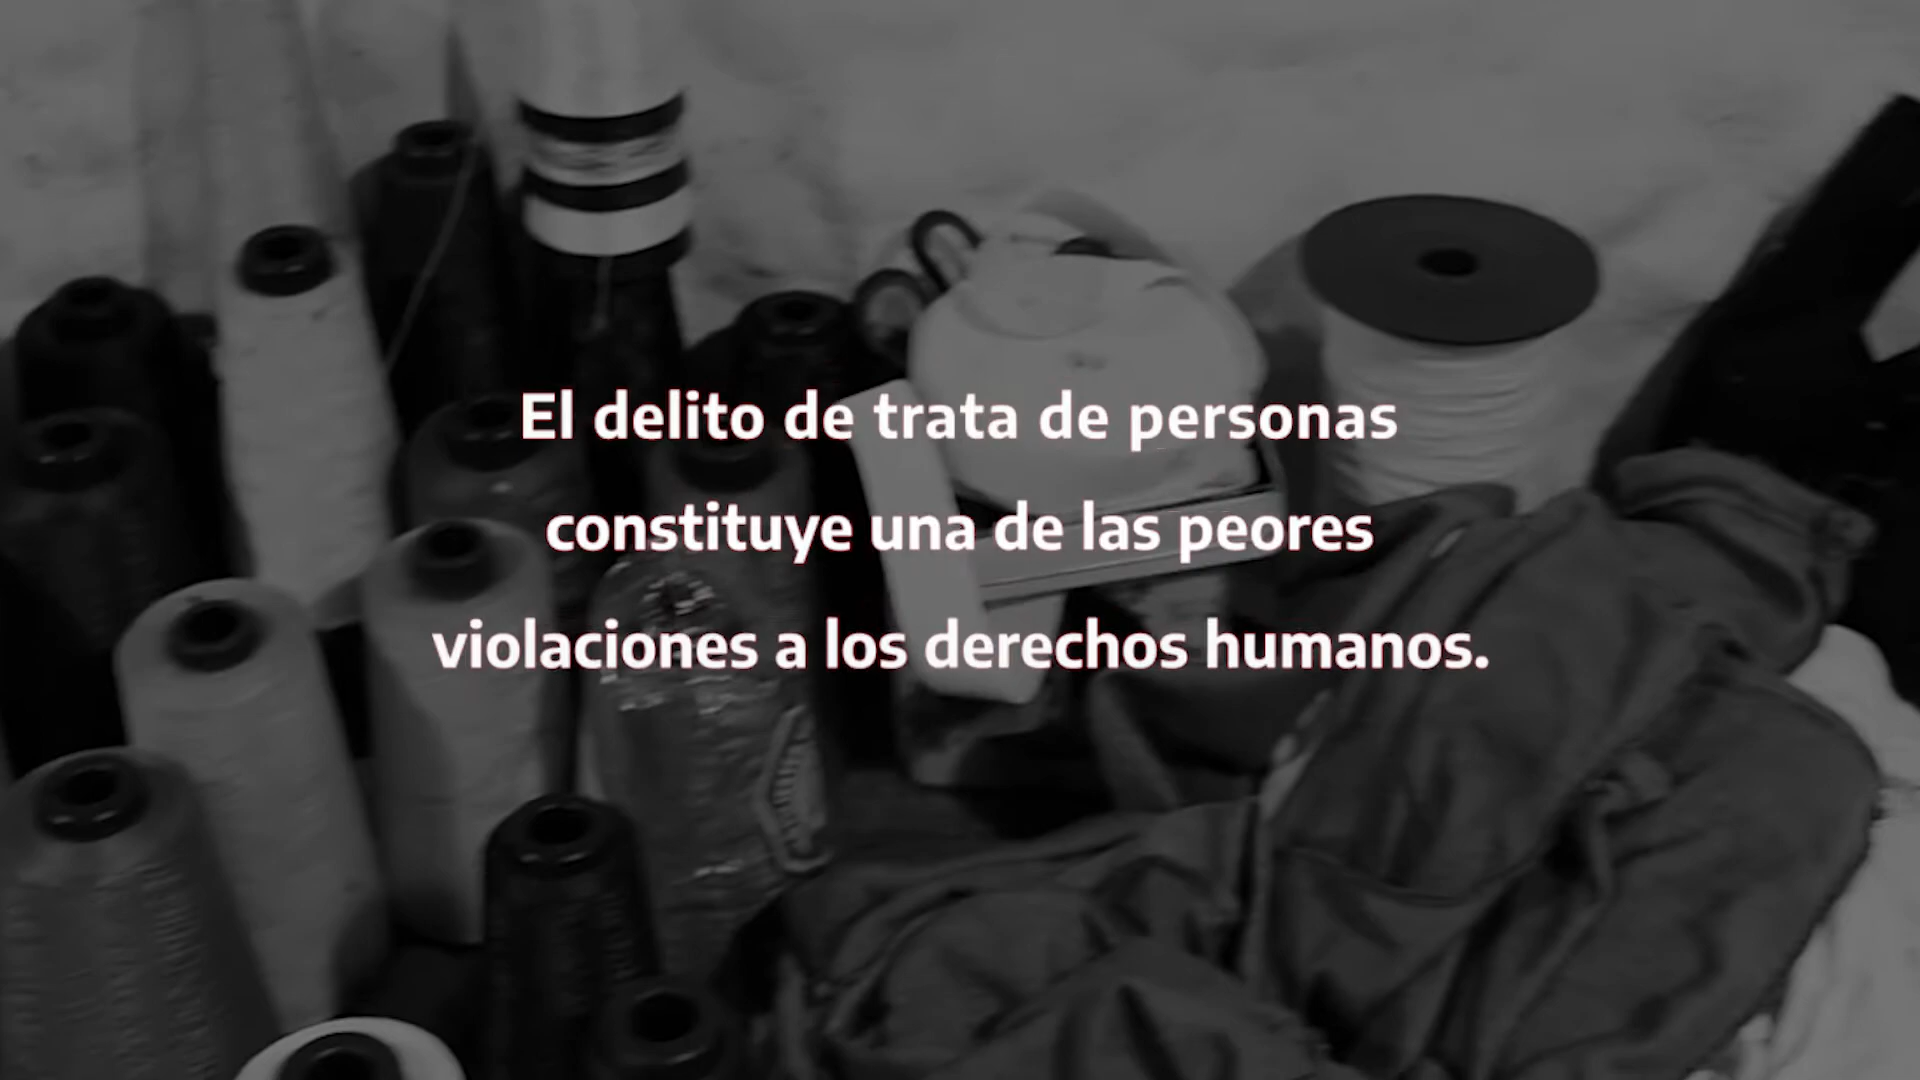 El delito de trata de personas
constituye una de las peores
violaciones a los derechos humanos.